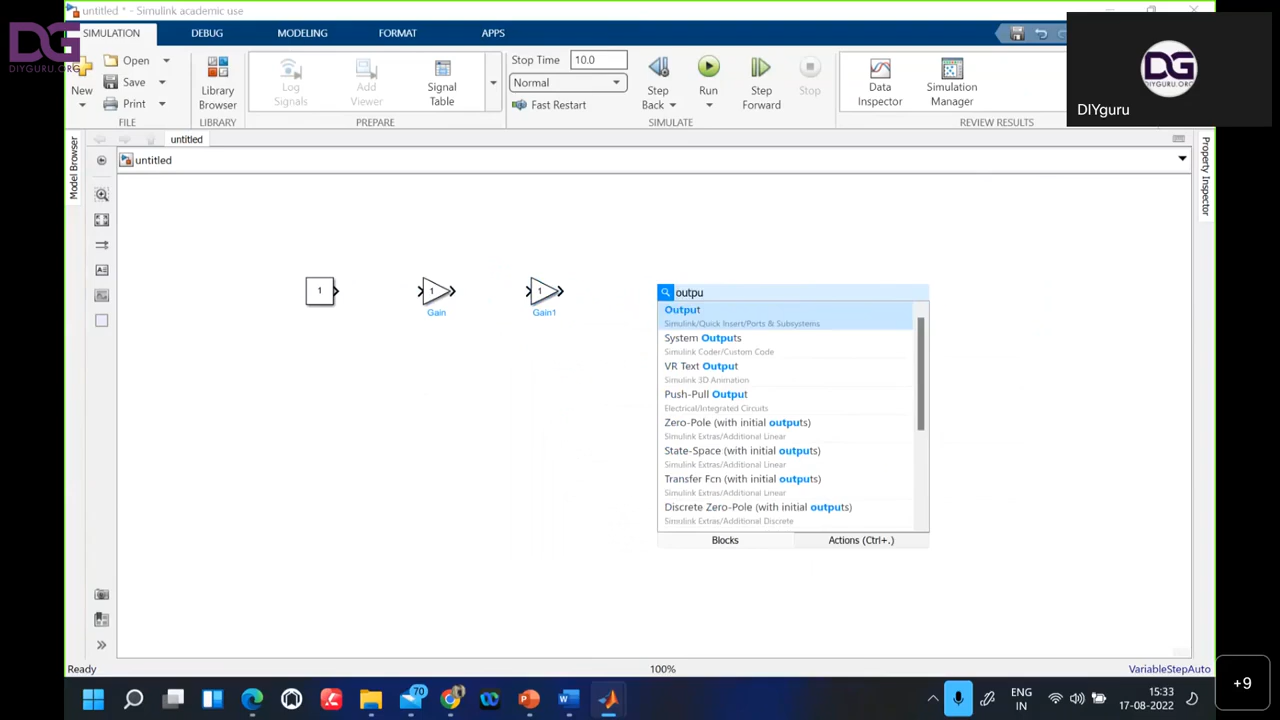 untitled * - Simulink academic use
DG
DIYGURU.ORG
SIMULATION
DEBUG
MODELING
FORMAT
APPS
New
Open
Save
Print
FILE
Library
Browser
LIBRARY
Log
Signals
Add
Viewer
Signal
Table
PREPARE
Stop Time
10.0
Normal
Fast Restart
Step
Back
Run
Step
Forward
Stop
SIMULATE
Data
Inspector
Simulation
Manager
REVIEW RESULTS
DG
DIYGURU.ORG
DIYguru
untitled
untitled
Model Browser
Property Inspector
1
1
Gain
1
Gain1
outpu
Output
Simulink/Quick Insert/Ports & Subsystems
System Outputs
Simulink Coder/Custom Code
VR Text Output
Simulink 3D Animation
Push-Pull Output
Electrical/Integrated Circuits
Zero-Pole (with initial outputs)
Simulink Extras/Additional Linear
State-Space (with initial outputs)
Simulink Extras/Additional Linear
Transfer Fcn (with initial outputs)
Simulink Extras/Additional Linear
Discrete Zero-Pole (with initial outputs)
Simulink Extras/Additional Discrete
Blocks
Actions (Ctrl+.)
Ready
100%
VariableStepAuto
70
ENG
IN
15:33
17-08-2022
+9